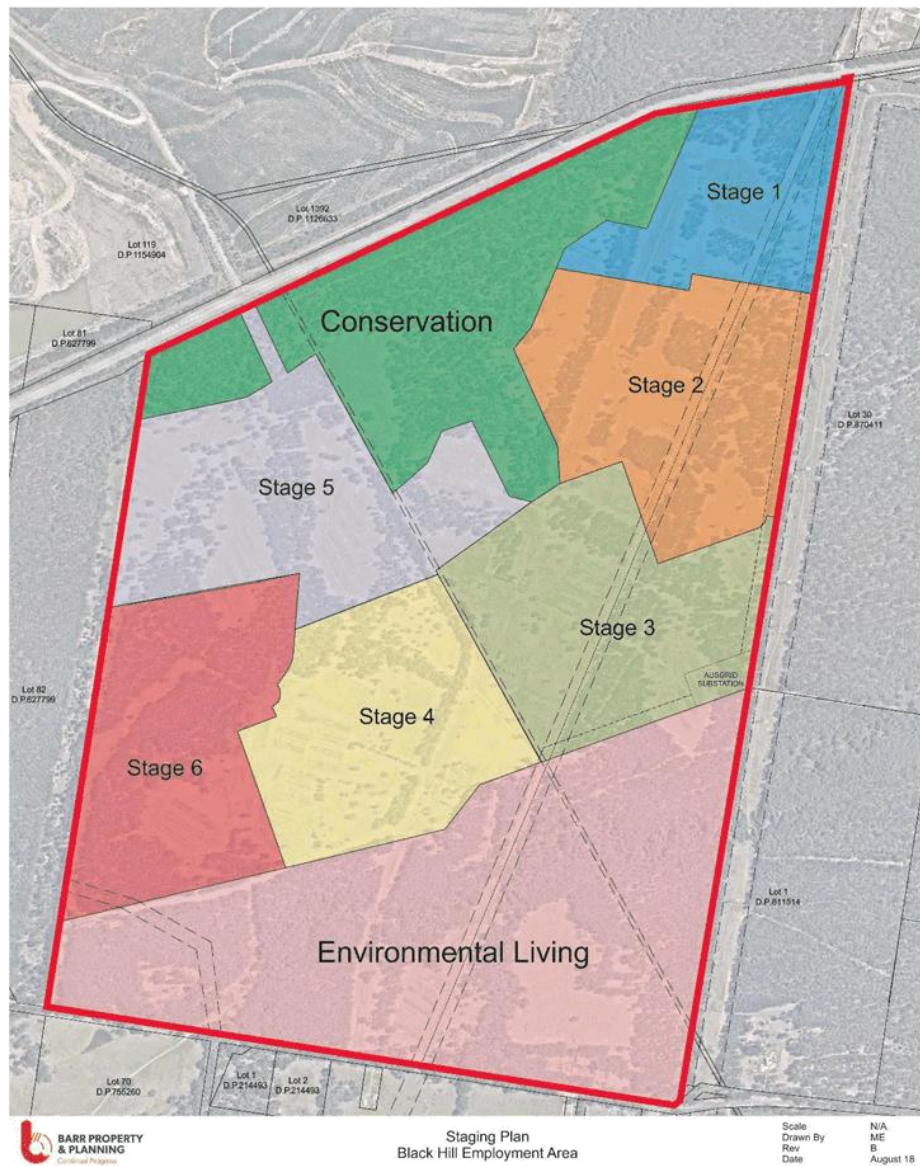 Stage 1
Lot 1392
D.P.1126633
Lot 119
D.P.1154904
Conservation
Lot 81
D.P.627799
Stage 2
Lot 30
D.P.870411
Stage 5
Stage 3
AUSGRID
SUBSTATION
Lot 82
D.P.627799
Stage 4
Stage 6
Lot 1
D.P.811514
Environmental Living
Lot 70
D.P.755260
Lot 1
D.P.214493
Lot 2
D.P.214493
BARR PROPERTY
& PLANNING
Continued Progress
Staging Plan
Black Hill Employment Area
Scale N/A
Drawn By ME
Rev B
Date August 18